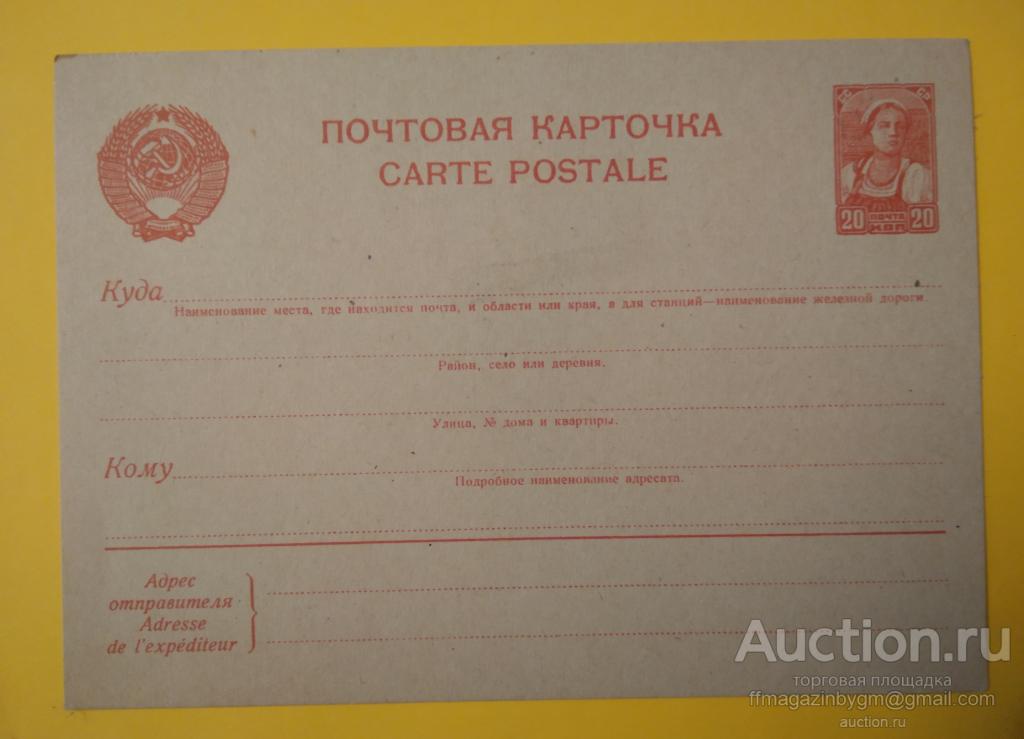 ПОЧТОВАЯ КАРТОЧКА
CARTE POSTALE
СС СР
20 ПОЧТА 20
КОП
Куда
Наименование места, где находится почта, и области или края, а для станций—наименование железной дороги.
Район, село или деревня.
Улица, № дома и квартиры.
Кому
Подробное наименование адресата.
Адрес
отправителя
Adresse
de l'expéditeur
Auction.ru
торговая площадка
ffmagazinbygm@gmail.com
auction.ru